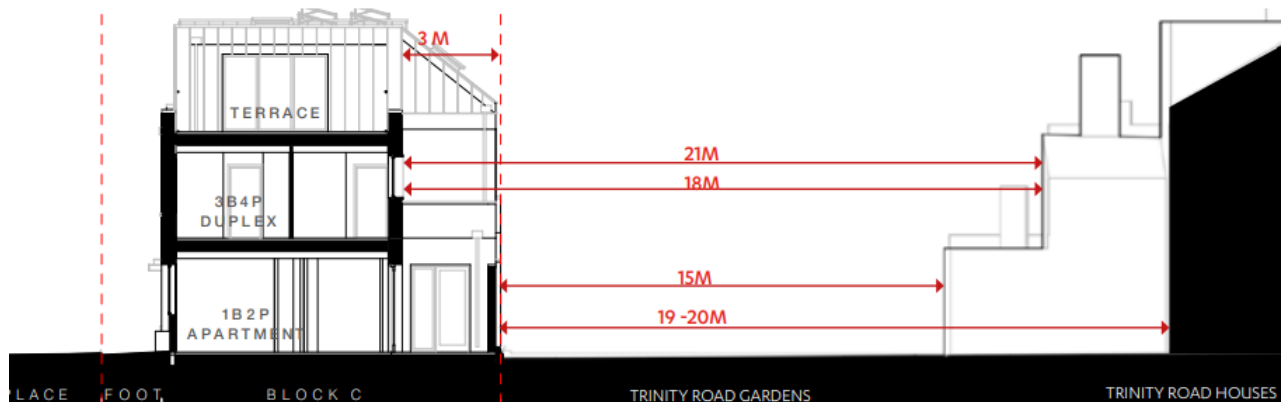 3 M
TERRACE
21M
18M
3B4P
DUPLEX
15M
1B2P
APARTMENT
19 -20M
PLACE FOOT BLOCK C TRINITY ROAD GARDENS TRINITY ROAD HOUSES